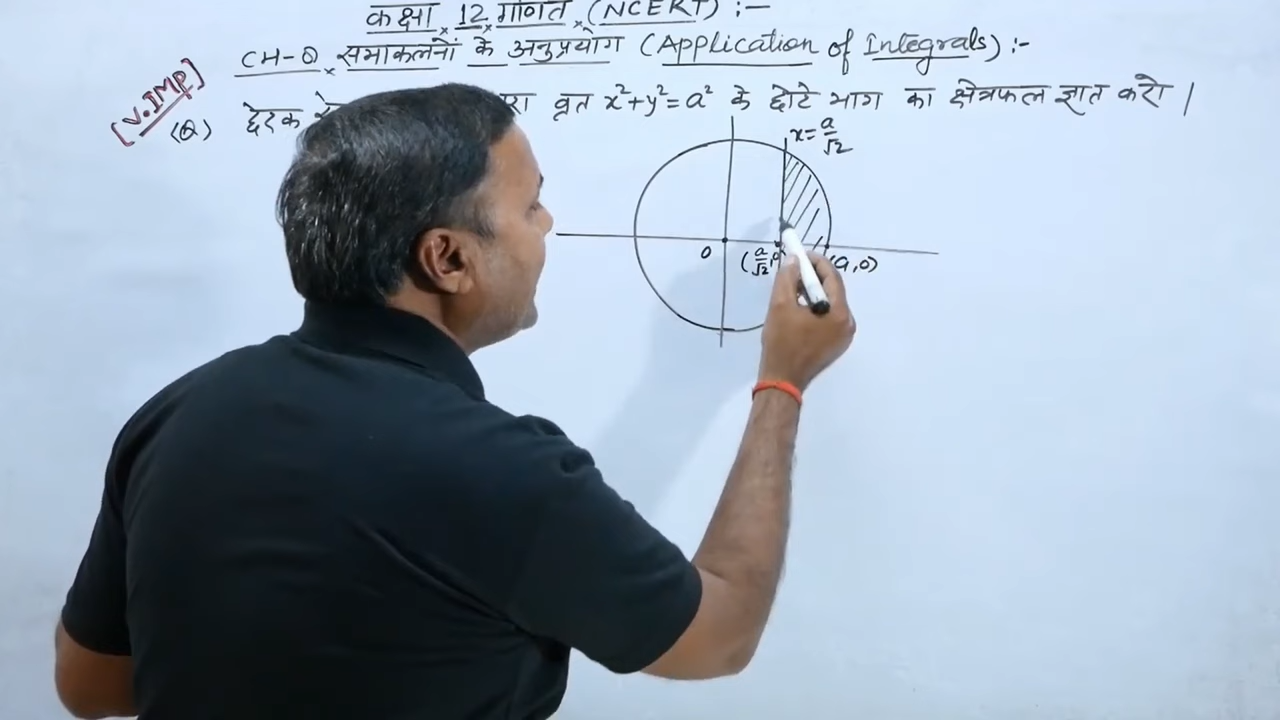 कक्षा 12 गणित (NCERT) :-
CH-8 समाकलनों के अनुप्रयोग (Application of Integrals) :-
[V.IMP]
(Q) छेदक वृत x²+y²=a² के छोटे भाग का क्षेत्रफल ज्ञात करो ।
x=a/√2
0 (a/√2,0) (a,0)